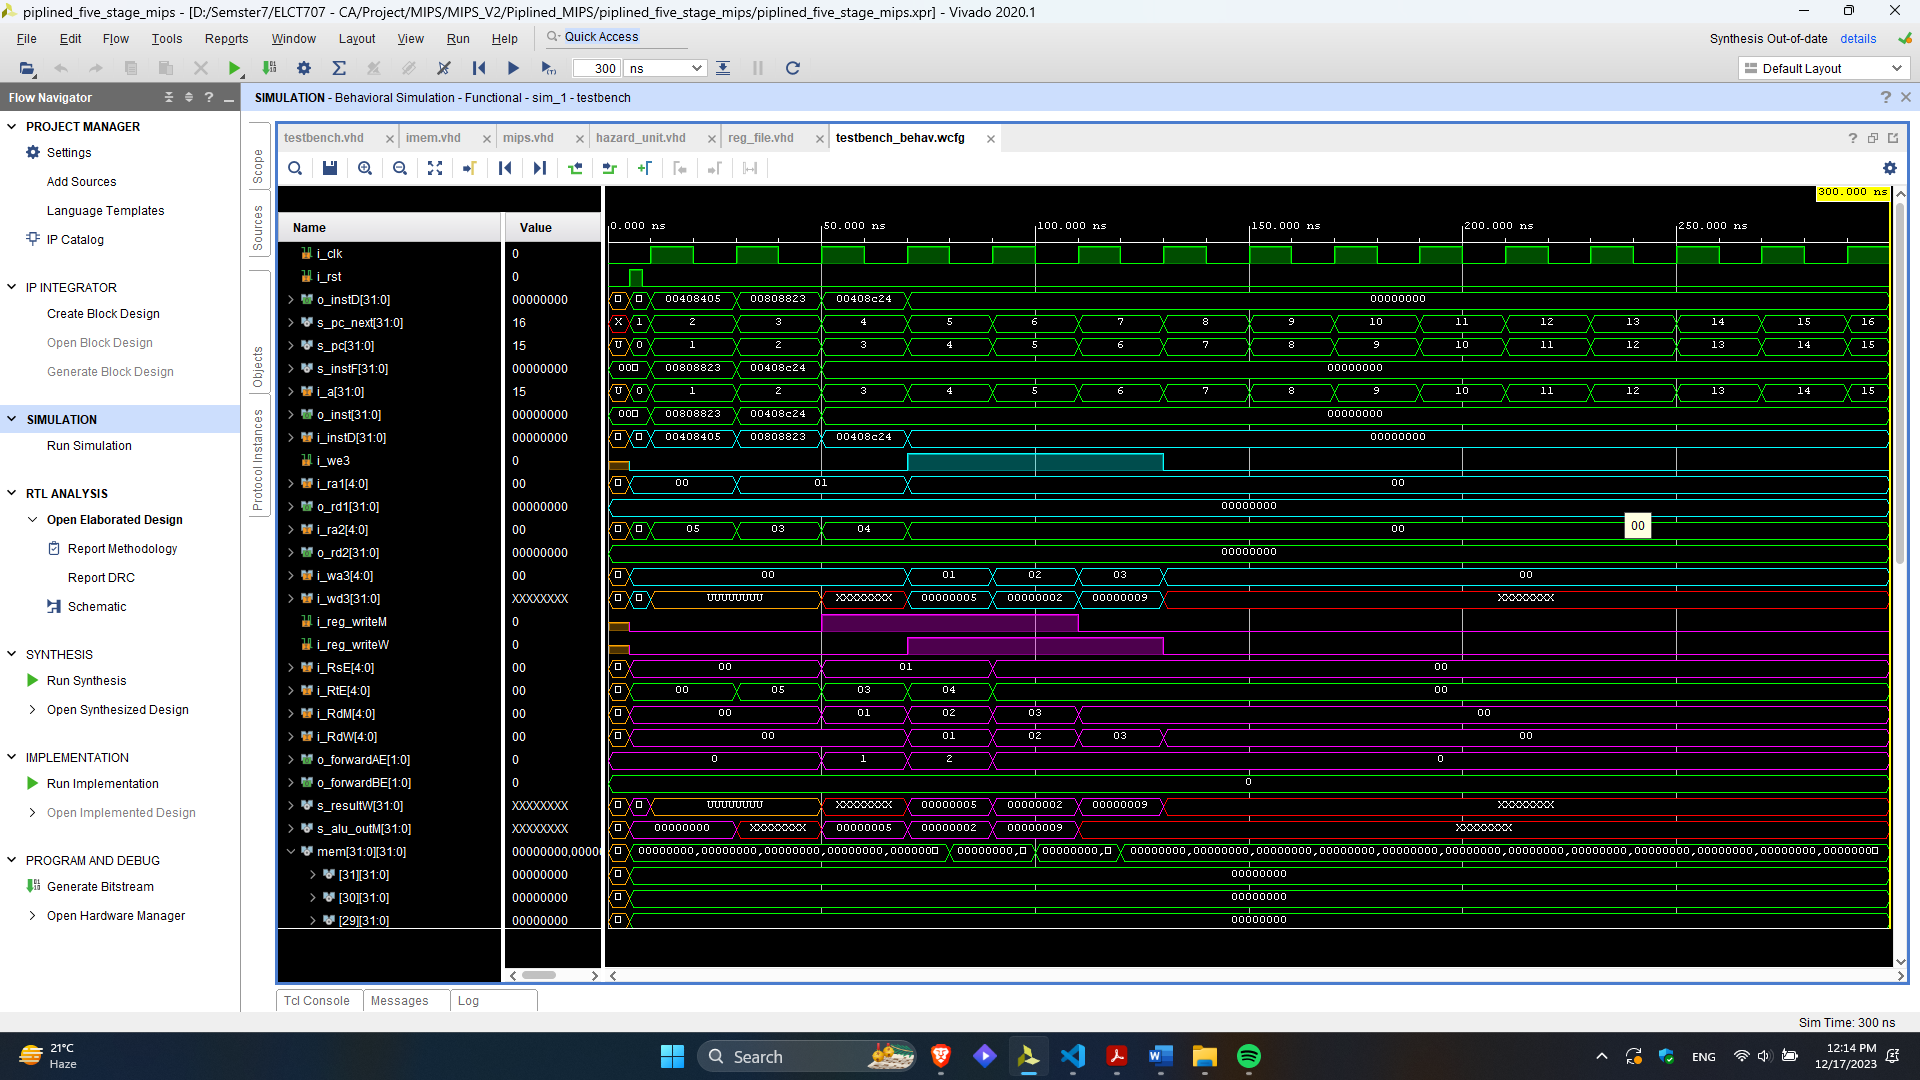 piplined_five_stage_mips - [D:/Semster7/ELCT707 - CA/Project/MIPS/MIPS_V2/Piplined_MIPS/piplined_five_stage_mips/piplined_five_stage_mips.xpr] - Vivado 2020.1
File Edit Flow Tools Reports Window Layout View Run Help Quick Access
Synthesis Out-of-date details
300 ns
Default Layout
Flow Navigator
SIMULATION - Behavioral Simulation - Functional - sim_1 - testbench
PROJECT MANAGER
Settings
Add Sources
Language Templates
IP Catalog
IP INTEGRATOR
Create Block Design
Open Block Design
Generate Block Design
SIMULATION
Run Simulation
RTL ANALYSIS
Open Elaborated Design
Report Methodology
Report DRC
Schematic
SYNTHESIS
Run Synthesis
Open Synthesized Design
IMPLEMENTATION
Run Implementation
Open Implemented Design
PROGRAM AND DEBUG
Generate Bitstream
Open Hardware Manager
Scope
Sources
Objects
Protocol Instances
testbench.vhd imem.vhd mips.vhd hazard_unit.vhd reg_file.vhd testbench_behav.wcfg
300.000 ns
Name Value 0.000 ns 50.000 ns 100.000 ns 150.000 ns 200.000 ns 250.000 ns
i_clk 0
i_rst 0
o_instD[31:0] 00000000 00408405 00808823 00408c24 00000000
s_pc_next[31:0] 16 X 1 2 3 4 5 6 7 8 9 10 11 12 13 14 15 16
s_pc[31:0] 15 U 0 1 2 3 4 5 6 7 8 9 10 11 12 13 14 15
s_instF[31:0] 00000000 00 00808823 00408c24 00000000
i_a[31:0] 15 U 0 1 2 3 4 5 6 7 8 9 10 11 12 13 14 15
o_inst[31:0] 00000000 00 00808823 00408c24 00000000
i_instD[31:0] 00000000 00408405 00808823 00408c24 00000000
i_we3 0
i_ra1[4:0] 00 00 01 00
o_rd1[31:0] 00000000 00000000
i_ra2[4:0] 00 05 03 04 00 00
o_rd2[31:0] 00000000 00000000
i_wa3[4:0] 00 00 01 02 03 00
i_wd3[31:0] XXXXXXXX UUUUUUUU XXXXXXXX 00000005 00000002 00000009 XXXXXXXX
i_reg_writeM 0
i_reg_writeW 0
i_RsE[4:0] 00 00 01 00
i_RtE[4:0] 00 00 05 03 04 00
i_RdM[4:0] 00 00 01 02 03 00
i_RdW[4:0] 00 00 01 02 03 00
o_forwardAE[1:0] 0 0 1 2 0
o_forwardBE[1:0] 0 0
s_resultW[31:0] XXXXXXXX UUUUUUUU XXXXXXXX 00000005 00000002 00000009 XXXXXXXX
s_alu_outM[31:0] XXXXXXXX 00000000 XXXXXXXX 00000005 00000002 00000009 XXXXXXXX
mem[31:0][31:0] 00000000,0000 00000000,00000000,00000000,00000000,000000 00000000, 00000000, 00000000,00000000,00000000,00000000,00000000,00000000,00000000,00000000,00000000,00000000,0000000
[31][31:0] 00000000 00000000
[30][31:0] 00000000 00000000
[29][31:0] 00000000 00000000
Tcl Console Messages Log
Sim Time: 300 ns
21°C
Haze
Search
ENG
12:14 PM
12/17/2023